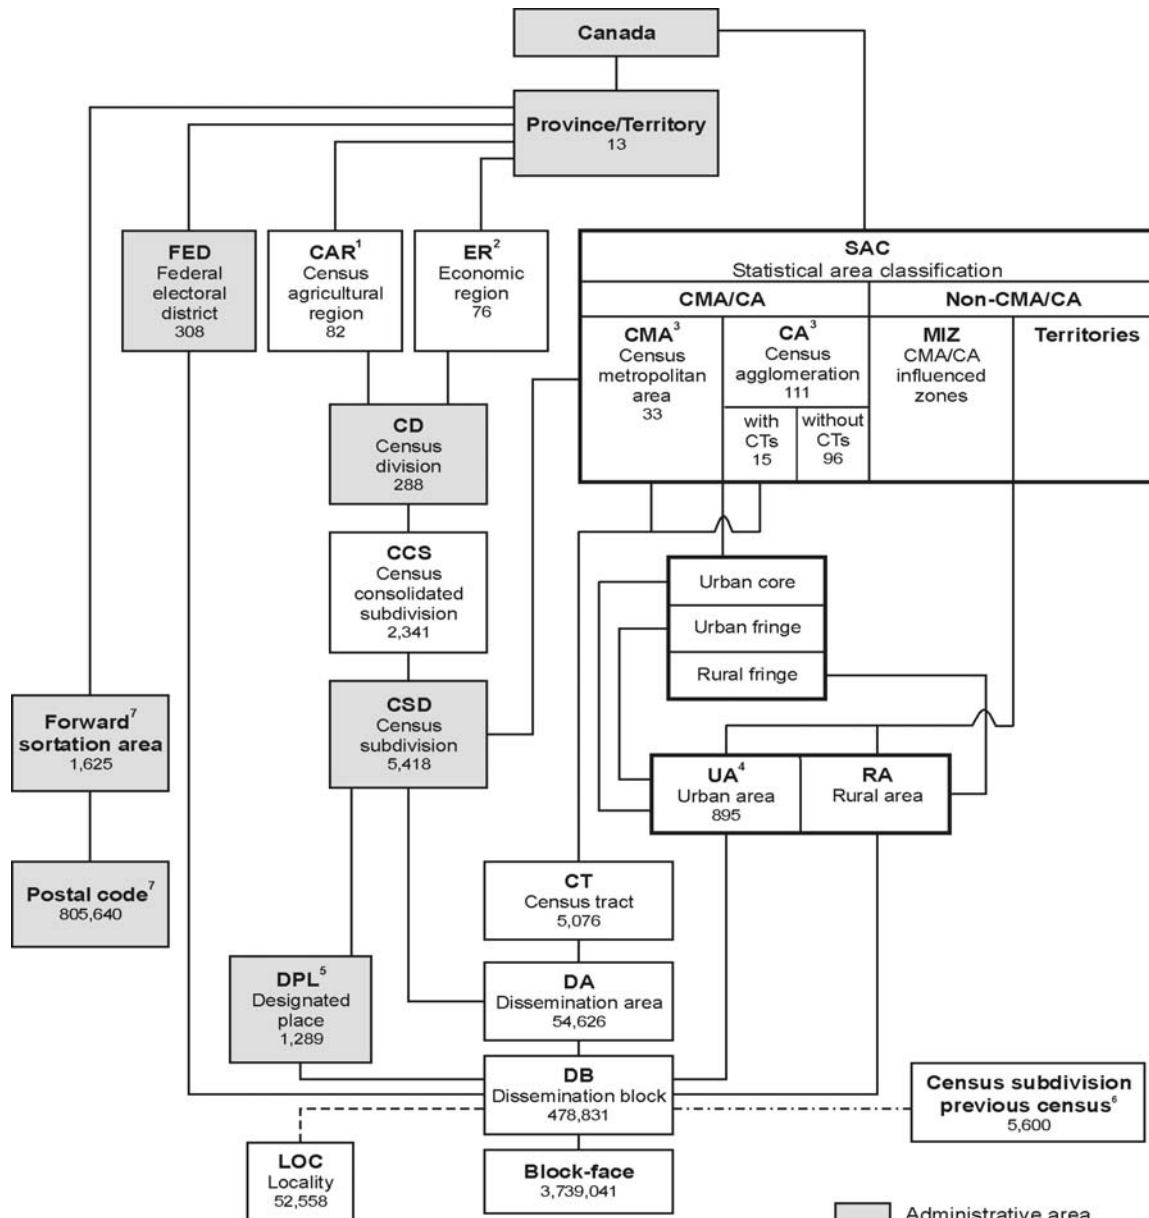 Canada
Province/Territory
13
FED
Federal
electoral
district
308
CAR1
Census
agricultural
region
82
ER2
Economic
region
76
SAC
Statistical area classification
CMA/CA
Non-CMA/CA
CMA3
Census
metropolitan
area
33
CA3
Census
agglomeration
111
with
CTs
15
without
CTs
96
MIZ
CMA/CA
influenced
zones
Territories
CD
Census
division
288
CCS
Census
consolidated
subdivision
2,341
Urban core
Urban fringe
Rural fringe
CSD
Census
subdivision
5,418
Forward7
sortation area
1,625
UA4
Urban area
895
RA
Rural area
Postal code7
805,640
CT
Census tract
5,076
DPL5
Designated
place
1,289
DA
Dissemination area
54,626
DB
Dissemination block
478,831
Census subdivision
previous census6
5,600
LOC
Locality
52,558
Block-face
3,739,041
Administrative area